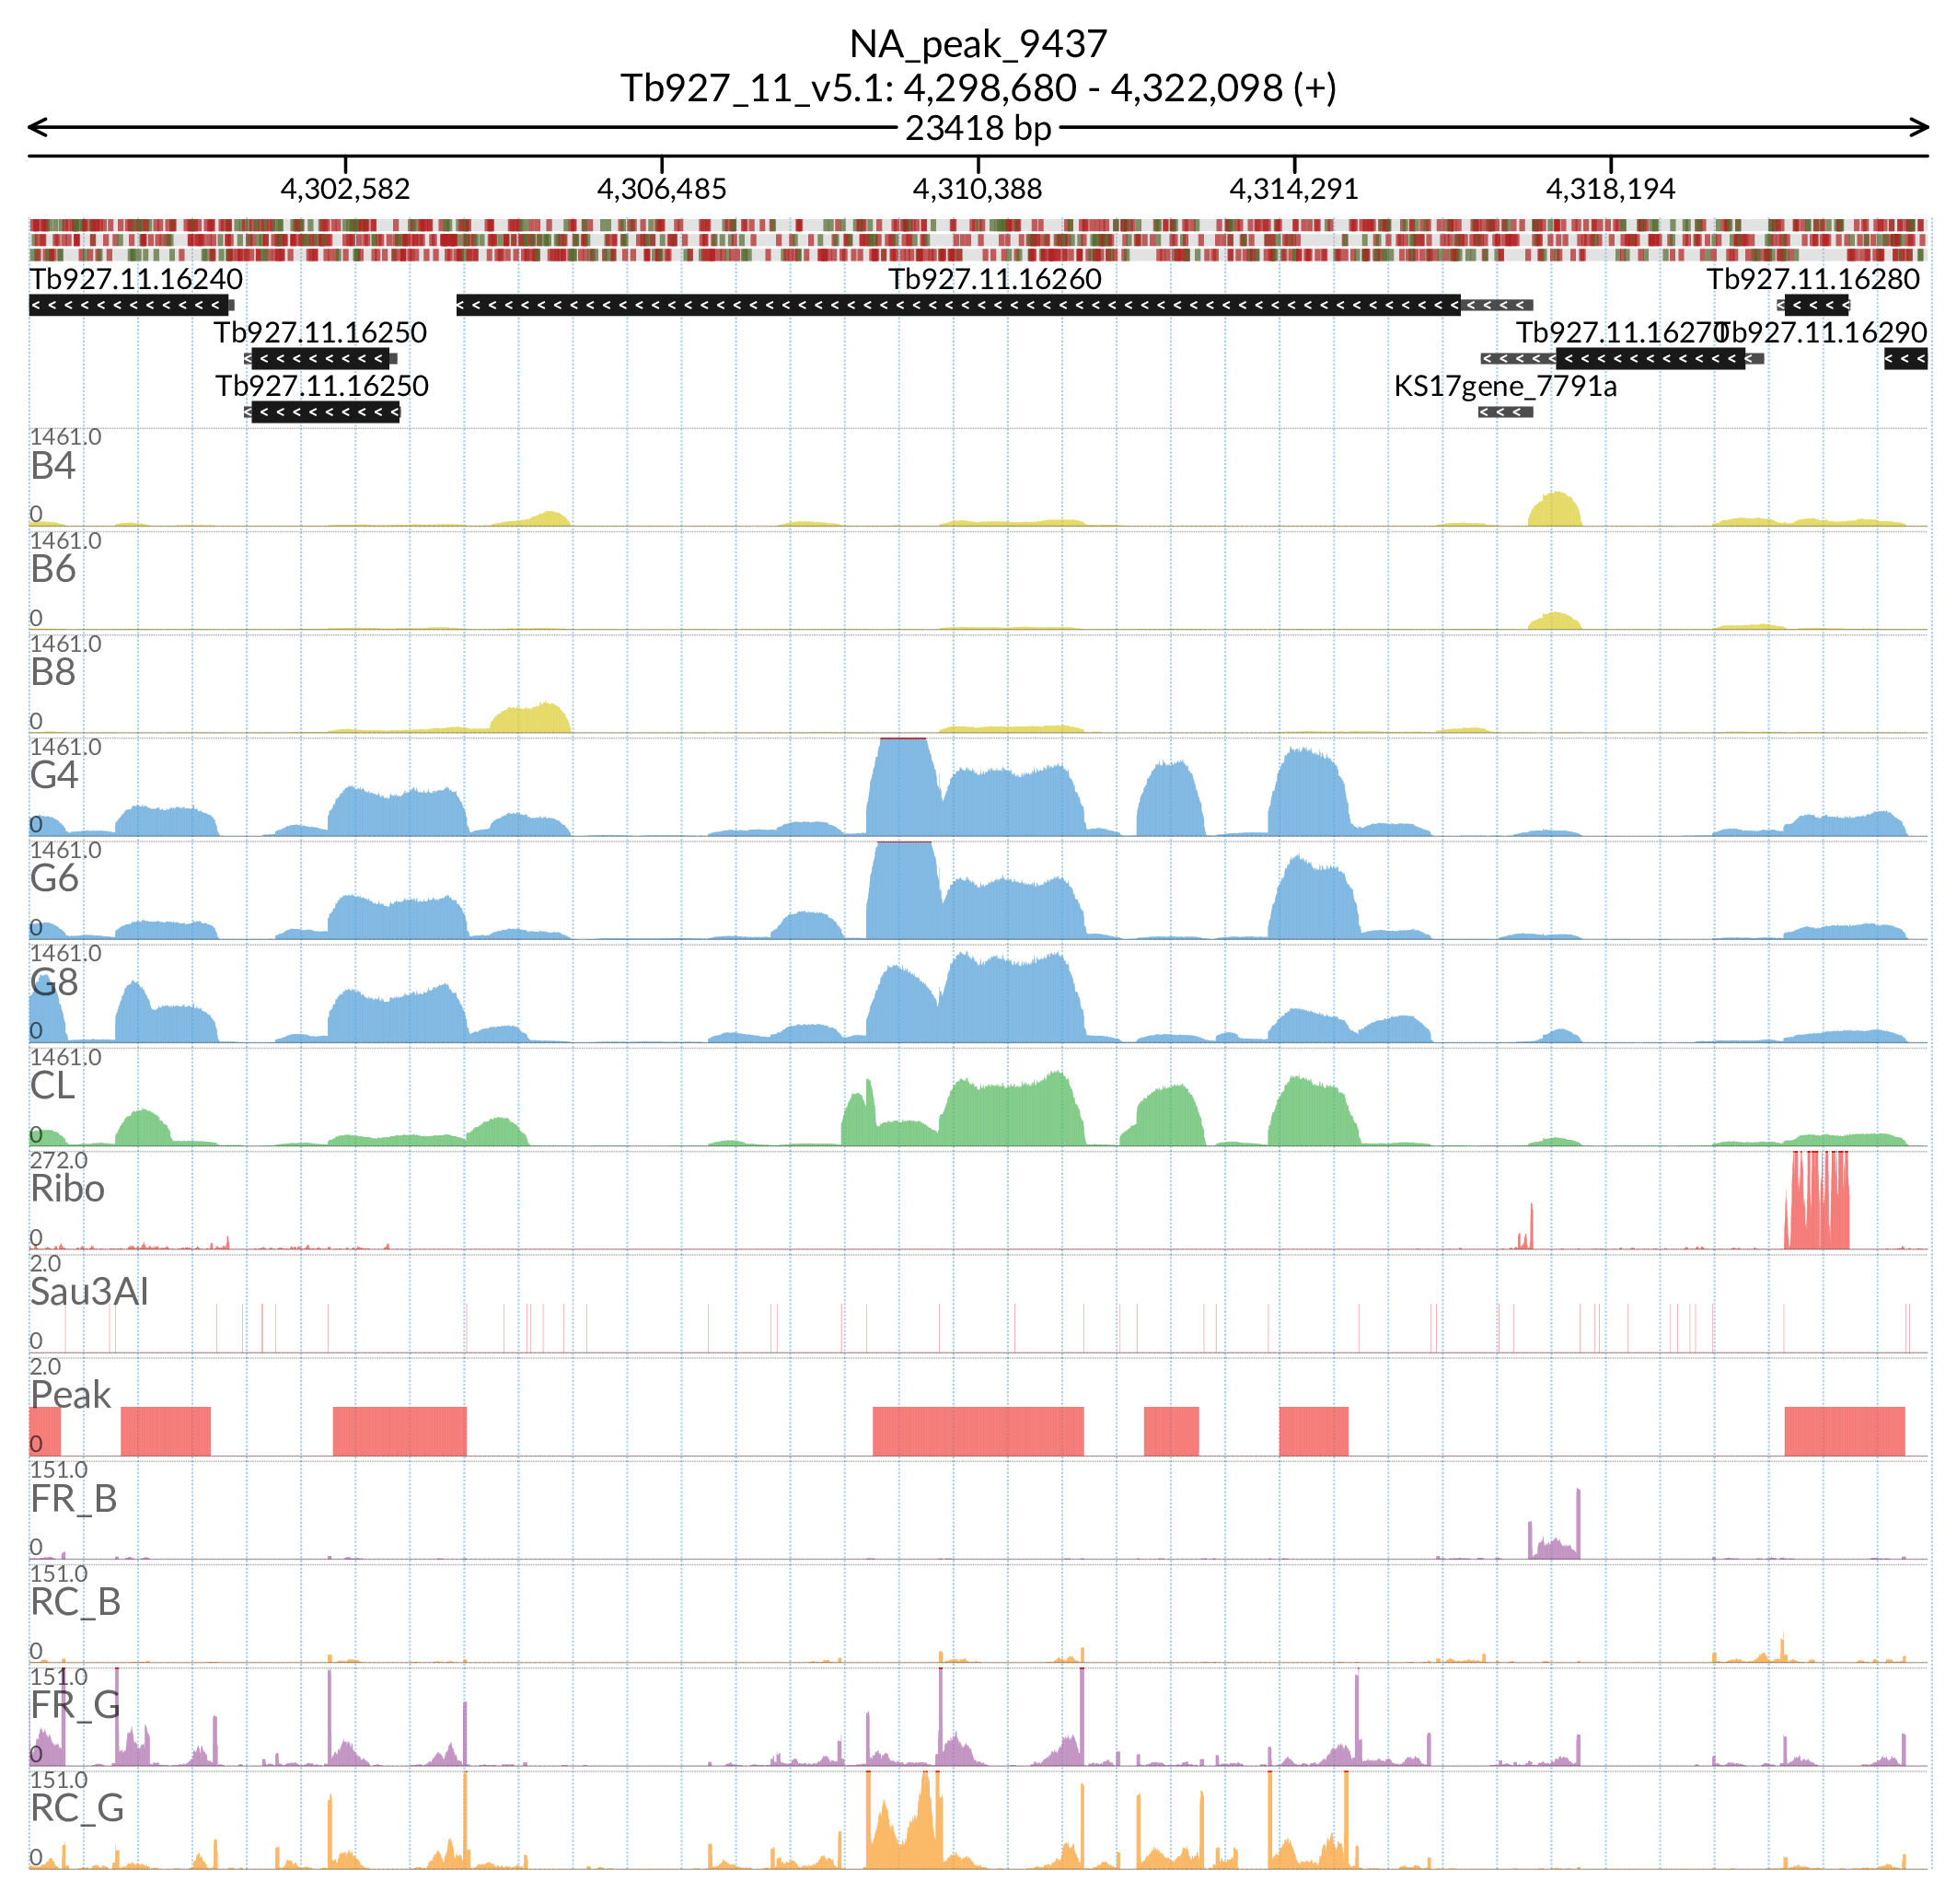 NA_peak_9437
Tb927_11_v5.1: 4,298,680 - 4,322,098 (+)
23418 bp
4,302,582 4,306,485 4,310,388 4,314,291 4,318,194
Tb927.11.16240 Tb927.11.16260 Tb927.11.16280
Tb927.11.16250 Tb927.11.16270 Tb927.11.16290
Tb927.11.16250 KS17gene_7791a
1461.0
B4
0
1461.0
B6
0
1461.0
B8
0
1461.0
G4
0
1461.0
G6
0
1461.0
G8
0
1461.0
CL
0
272.0
Ribo
0
2.0
Sau3AI
0
2.0
Peak
0
151.0
FR_B
0
151.0
RC_B
0
151.0
FR_G
0
151.0
RC_G
0